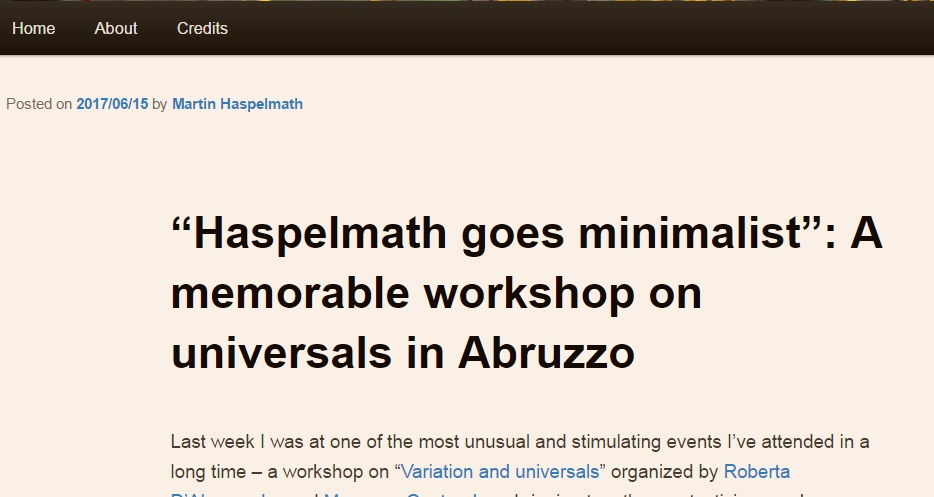 Home About Credits
Posted on 2017/06/15 by Martin Haspelmath
“Haspelmath goes minimalist”: A
memorable workshop on
universals in Abruzzo
Last week I was at one of the most unusual and stimulating events I’ve attended in a
long time – a workshop on “Variation and universals” organized by Roberta